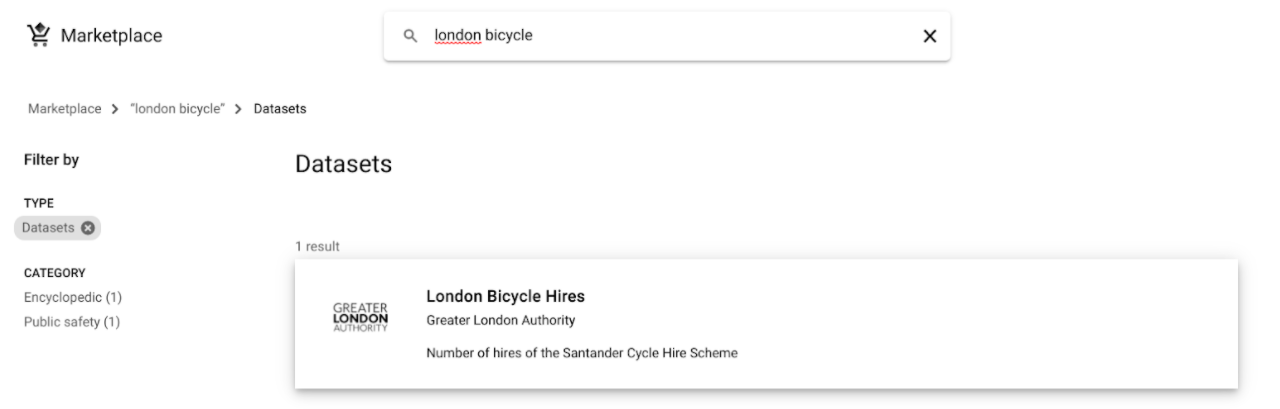 Marketplace
london bicycle
Marketplace > "london bicycle" > Datasets
Filter by
Datasets
TYPE
Datasets
1 result
CATEGORY
Encyclopedic (1)
Public safety (1)
GREATER
LONDON
AUTHORITY
London Bicycle Hires
Greater London Authority
Number of hires of the Santander Cycle Hire Scheme